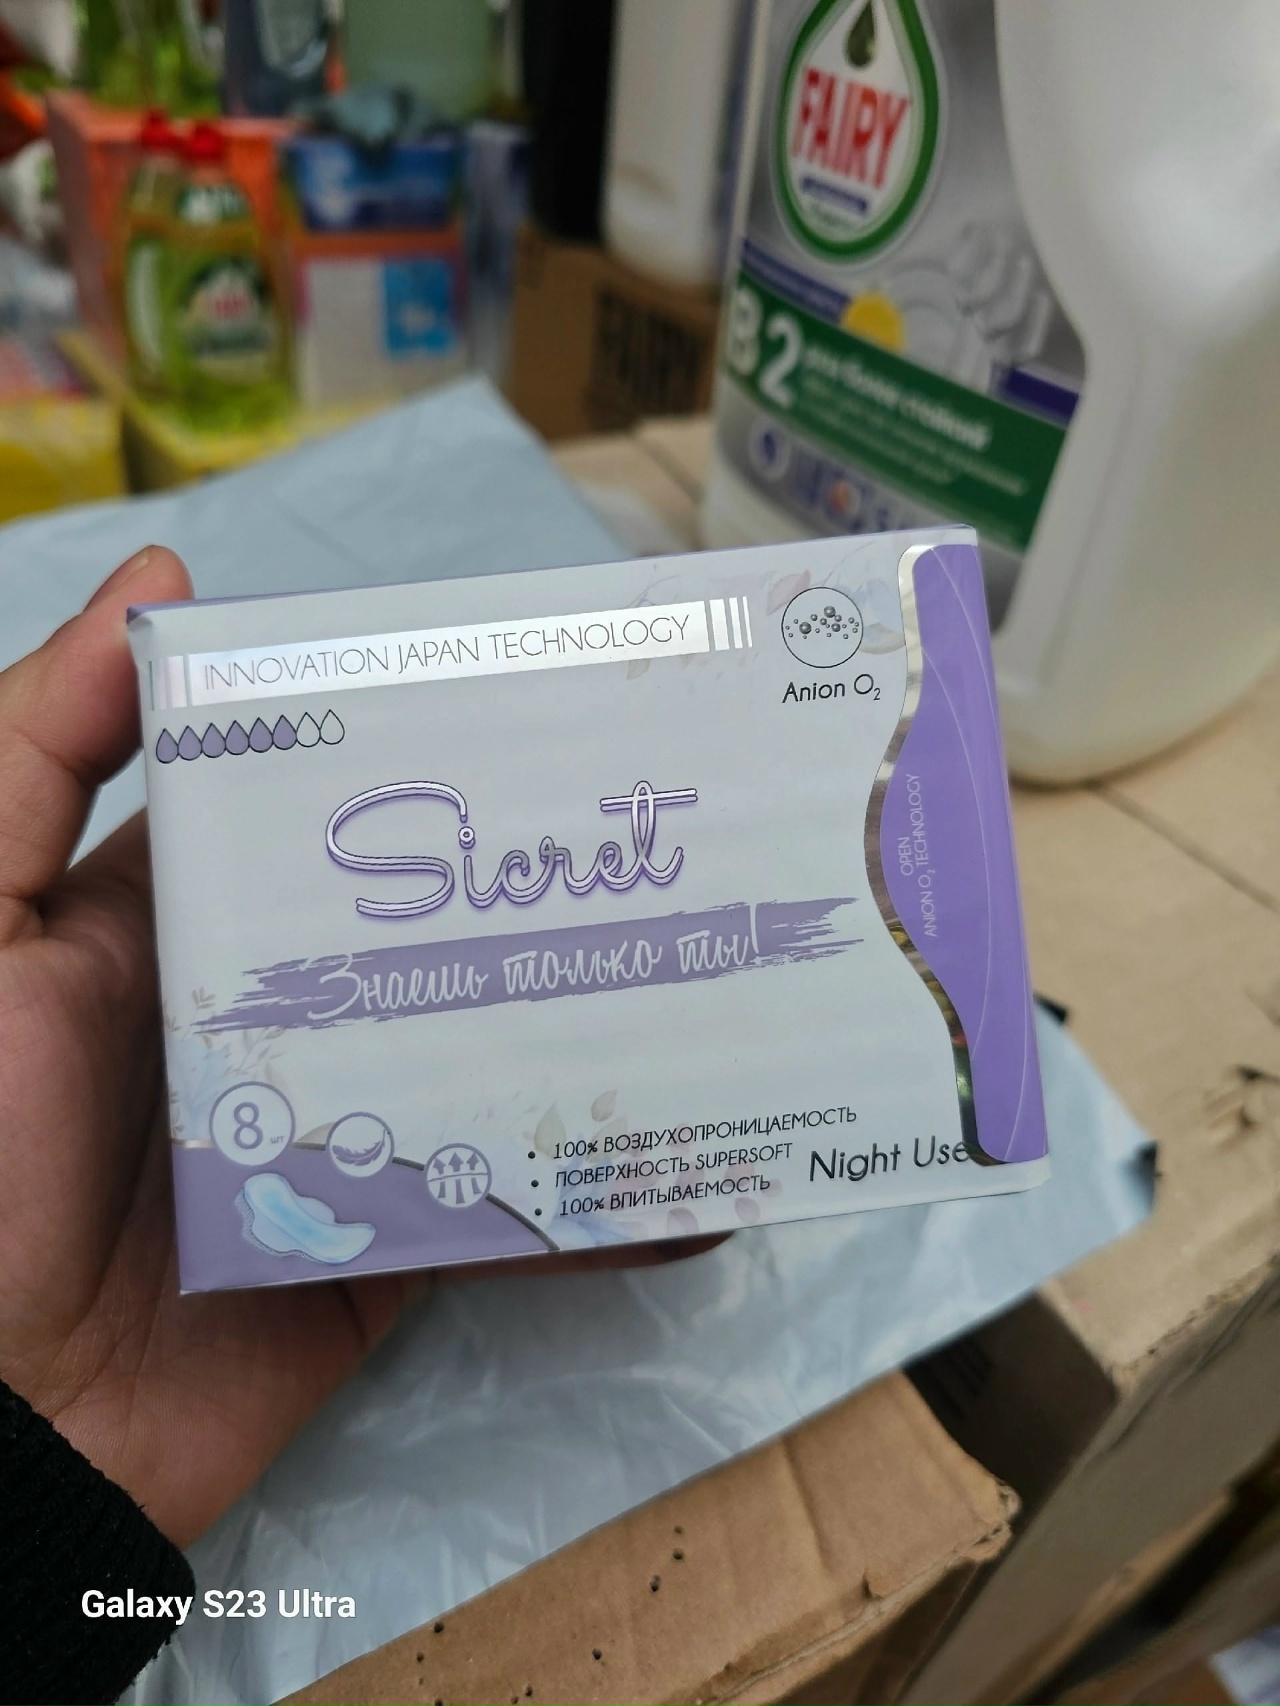 FAIRY
B 2
FAIRY
INNOVATION JAPAN TECHNOLOGY
Anion O₂
Sicret
Знаешь только ты!
OPEN
ANION O₂ TECHNOLOGY
8 шт
• 100% ВОЗДУХОПРОНИЦАЕМОСТЬ
• ПОВЕРХНОСТЬ SUPERSOFT
• 100% ВПИТЫВАЕМОСТЬ
Night Use
Galaxy S23 Ultra